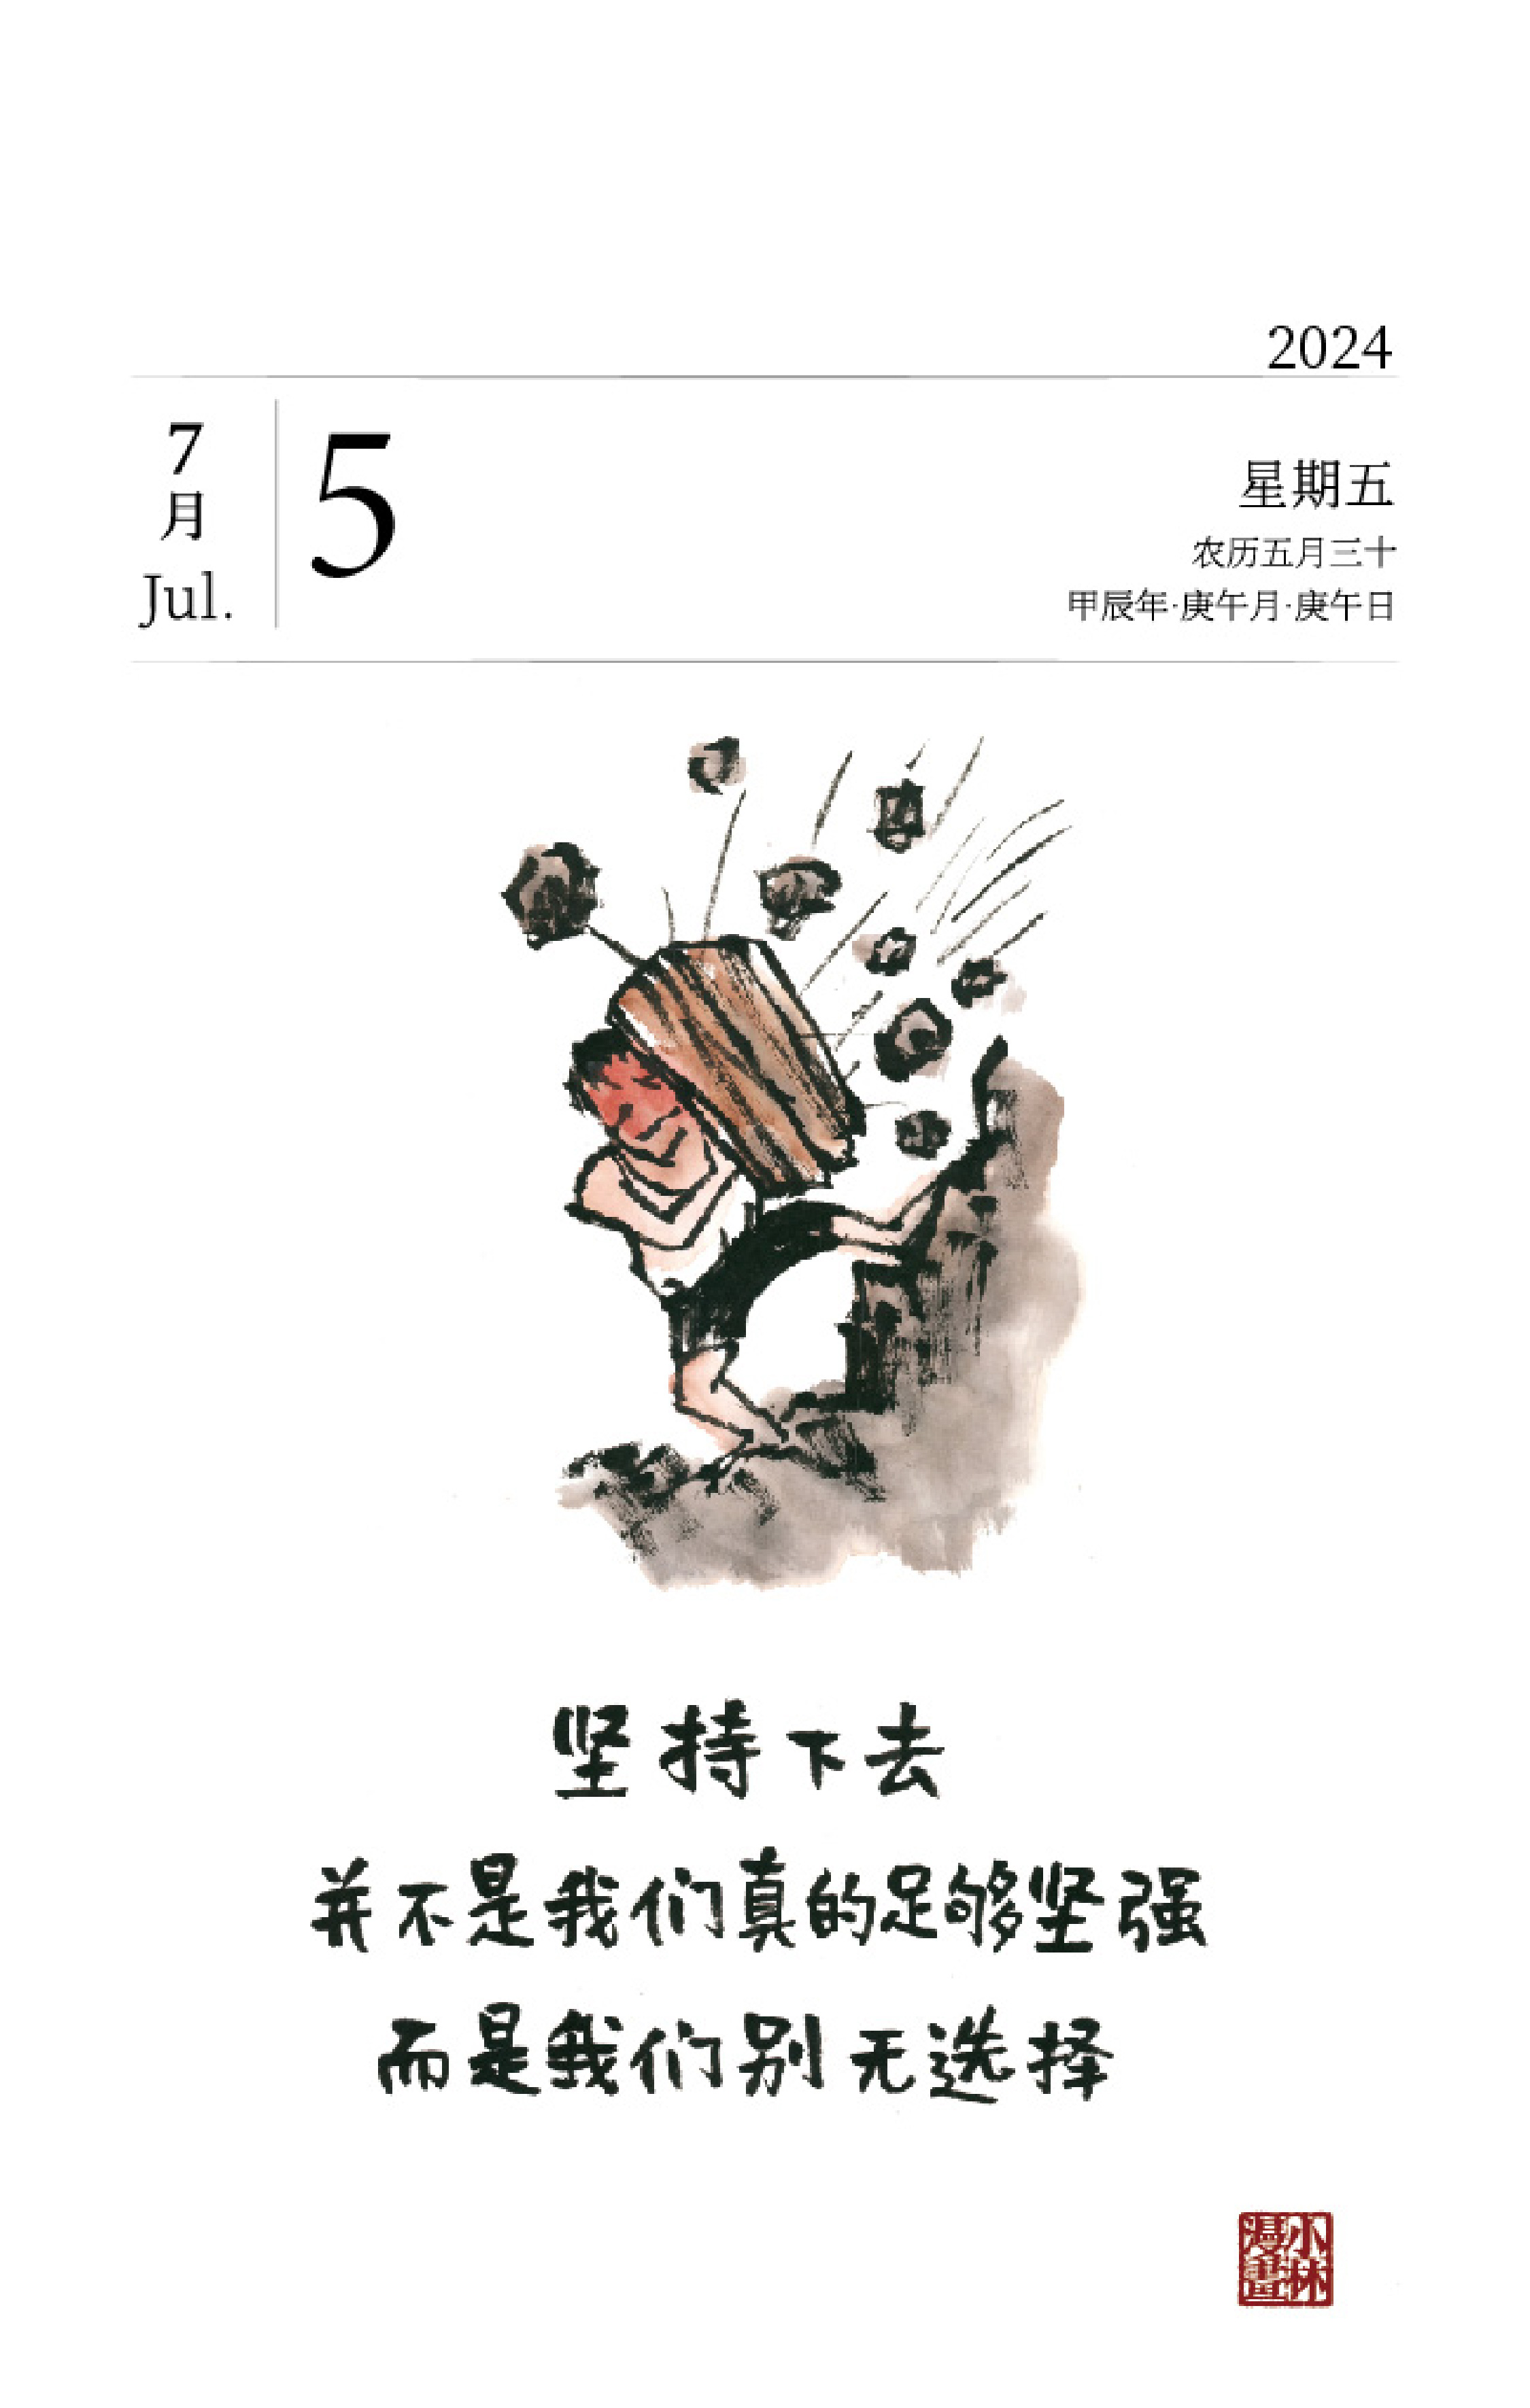 2024
7
月
Jul.
5
星期五
农历五月三十
甲辰年·庚午月·庚午日
坚持下去
并不是我们真的足够坚强
而是我们别无选择
小林
漫畫